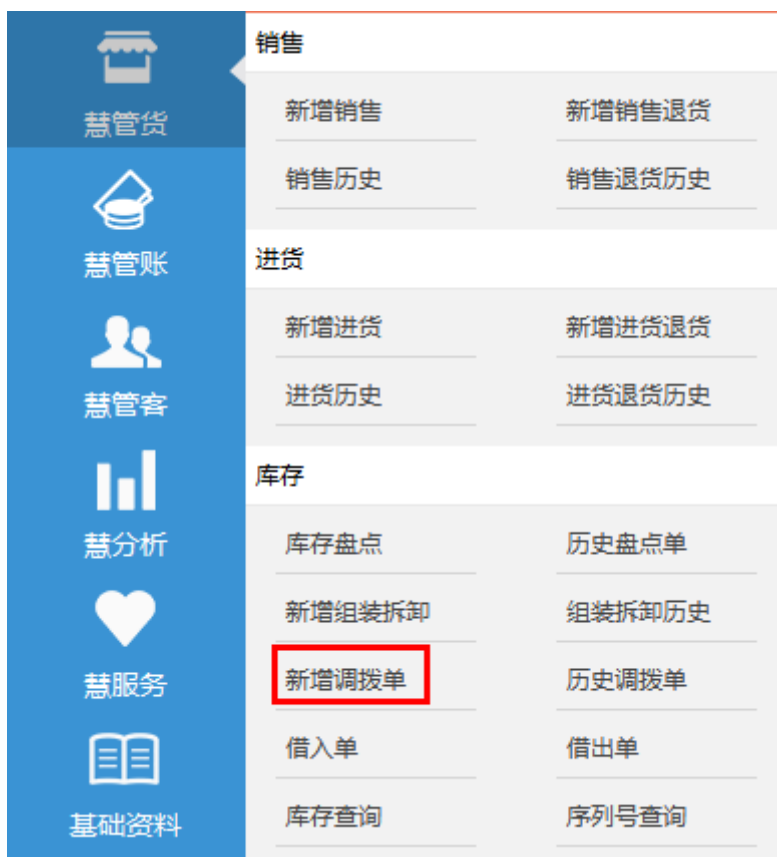 慧管货
慧管账
慧管客
慧分析
慧服务
基础资料
销售
新增销售 新增销售退货
销售历史 销售退货历史
进货
新增进货 新增进货退货
进货历史 进货退货历史
库存
库存盘点 历史盘点单
新增组装拆卸 组装拆卸历史
新增调拨单 历史调拨单
借入单 借出单
库存查询 序列号查询